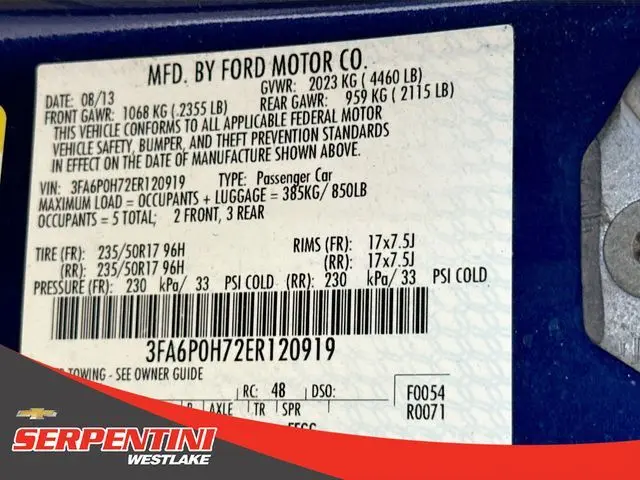 MFD. BY FORD MOTOR CO.
DATE: 08/13
GVWR: 2023 KG ( 4460 LB)
FRONT GAWR: 1068 KG (.2355 LB)
REAR GAWR: 959 KG ( 2115 LB)
THIS VEHICLE CONFORMS TO ALL APPLICABLE FEDERAL MOTOR
VEHICLE SAFETY, BUMPER, AND THEFT PREVENTION STANDARDS
IN EFFECT ON THE DATE OF MANUFACTURE SHOWN ABOVE.
VIN: 3FA6P0H72ER120919 TYPE: Passenger Car
MAXIMUM LOAD = OCCUPANTS + LUGGAGE = 385KG/ 850LB
OCCUPANTS = 5 TOTAL; 2 FRONT, 3 REAR
TIRE (FR): 235/50R17 96H RIMS (FR): 17x7.5J
(RR): 235/50R17 96H (RR): 17x7.5J
PRESSURE (FR): 230 kPa/ 33 PSI COLD (RR): 230 kPa/ 33 PSI COLD
3FA6P0H72ER120919
TOWING - SEE OWNER GUIDE
RC: 48 DSO: F0054
AXLE TR SPR R0071
SERPENTINI
WESTLAKE